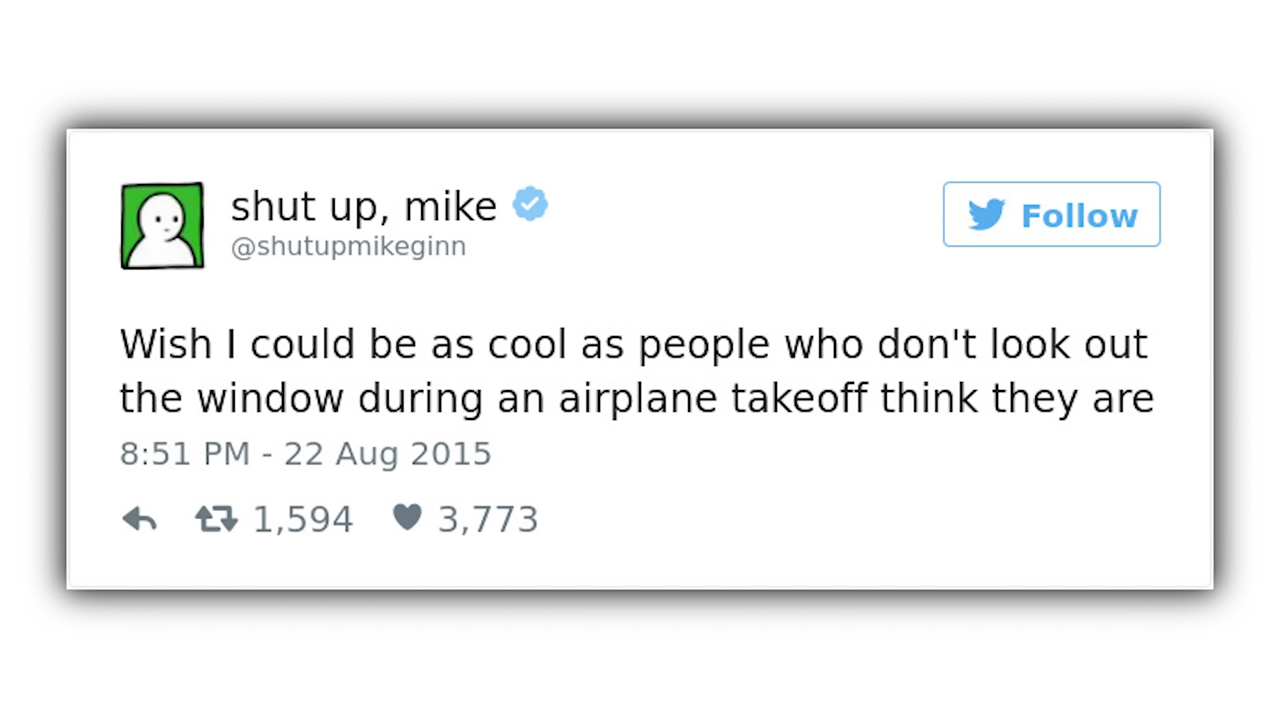 shut up, mike
@shutupmikeginn
Follow
Wish I could be as cool as people who don't look out
the window during an airplane takeoff think they are
8:51 PM - 22 Aug 2015
1,594 3,773